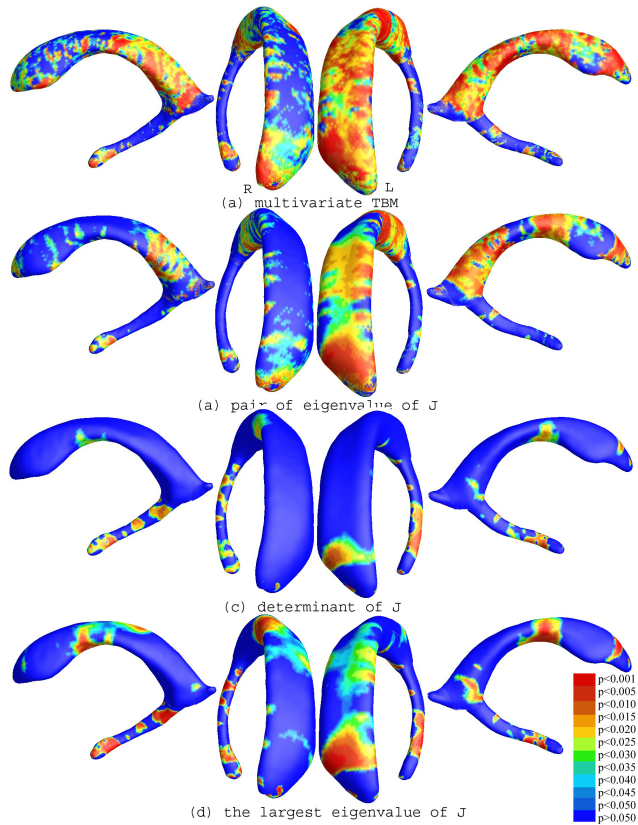 R
L
(a) multivariate TBM
(a) pair of eigenvalue of J
(c) determinant of J
p<0.001
p<0.005
p<0.010
p<0.015
p<0.020
p<0.025
p<0.030
p<0.035
p<0.040
p<0.045
p<0.050
p>0.050
(d) the largest eigenvalue of J